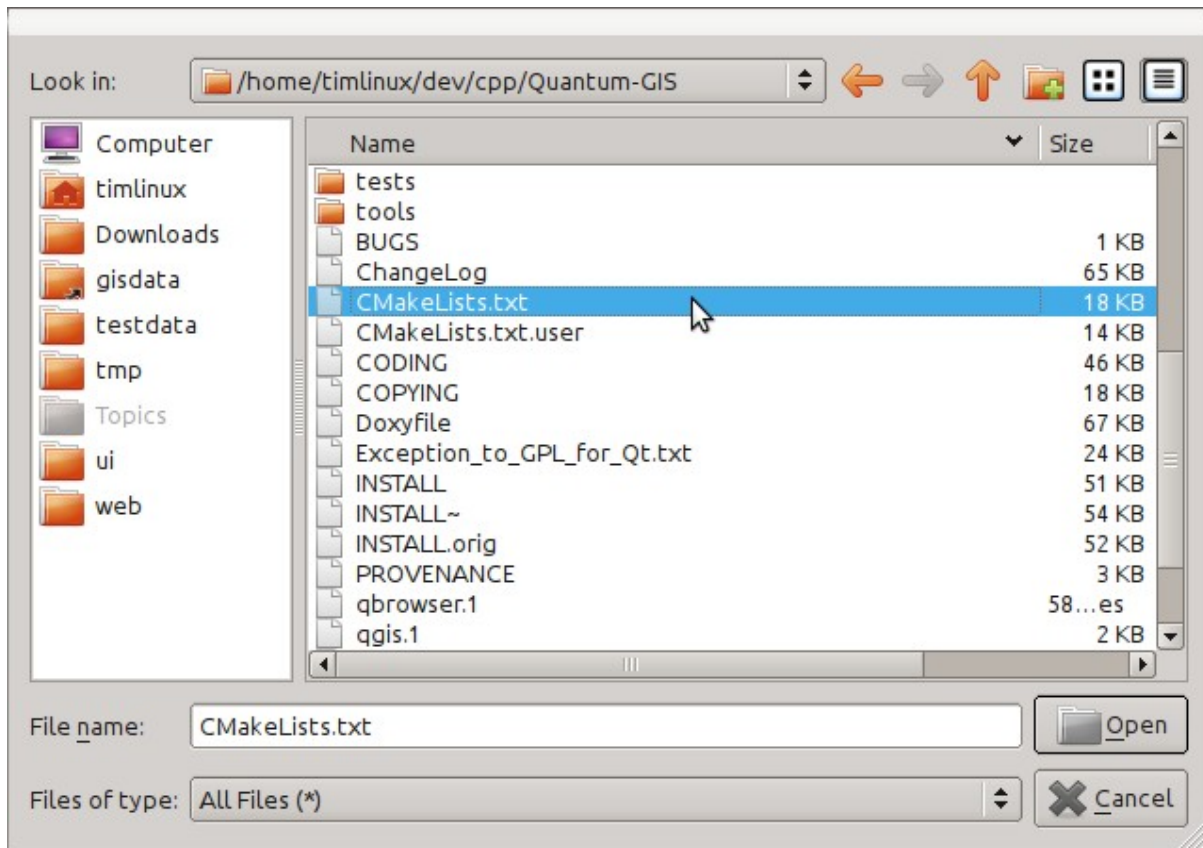 Look in: /home/timlinux/dev/cpp/Quantum-GIS
Computer
timlinux
Downloads
gisdata
testdata
tmp
Topics
ui
web
Name Size
tests
tools
BUGS 1 KB
ChangeLog 65 KB
CMakeLists.txt 18 KB
CMakeLists.txt.user 14 KB
CODING 46 KB
COPYING 18 KB
Doxyfile 67 KB
Exception_to_GPL_for_Qt.txt 24 KB
INSTALL 51 KB
INSTALL~ 54 KB
INSTALL.orig 52 KB
PROVENANCE 3 KB
qbrowser.1 58...es
qgis.1 2 KB
File name: CMakeLists.txt Open
Files of type: All Files (*) Cancel